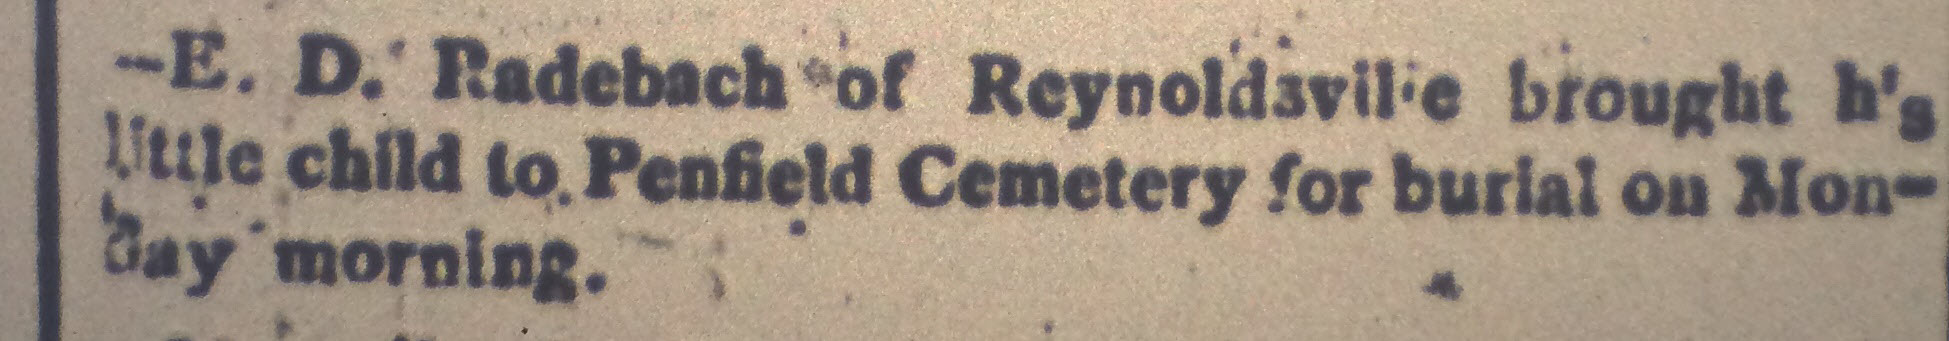 —E. D. Radebach of Reynoldsville brought his
little child to Penfield Cemetery for burial on Mon-
day morning.